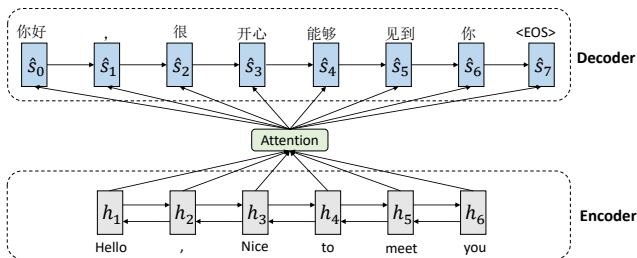 你好 , 很 开心 能够 见到 你 <EOS>
ŝ0 ŝ1 ŝ2 ŝ3 ŝ4 ŝ5 ŝ6 ŝ7
Decoder
Attention
h1 h2 h3 h4 h5 h6
Encoder
Hello , Nice to meet you